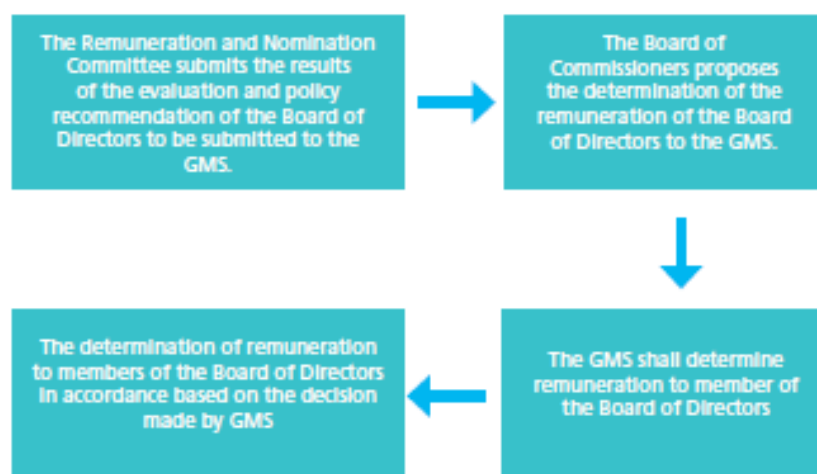 The Remuneration and Nomination
Committee submits the results
of the evaluation and policy
recommendation of the Board of
Directors to be submitted to the
GMS.
The Board of
Commissioners proposes
the determination of the
remuneration of the Board
of Directors to the GMS.
The GMS shall determine
remuneration to member of
the Board of Directors
The determination of remuneration
to members of the Board of Directors
in accordance based on the decision
made by GMS